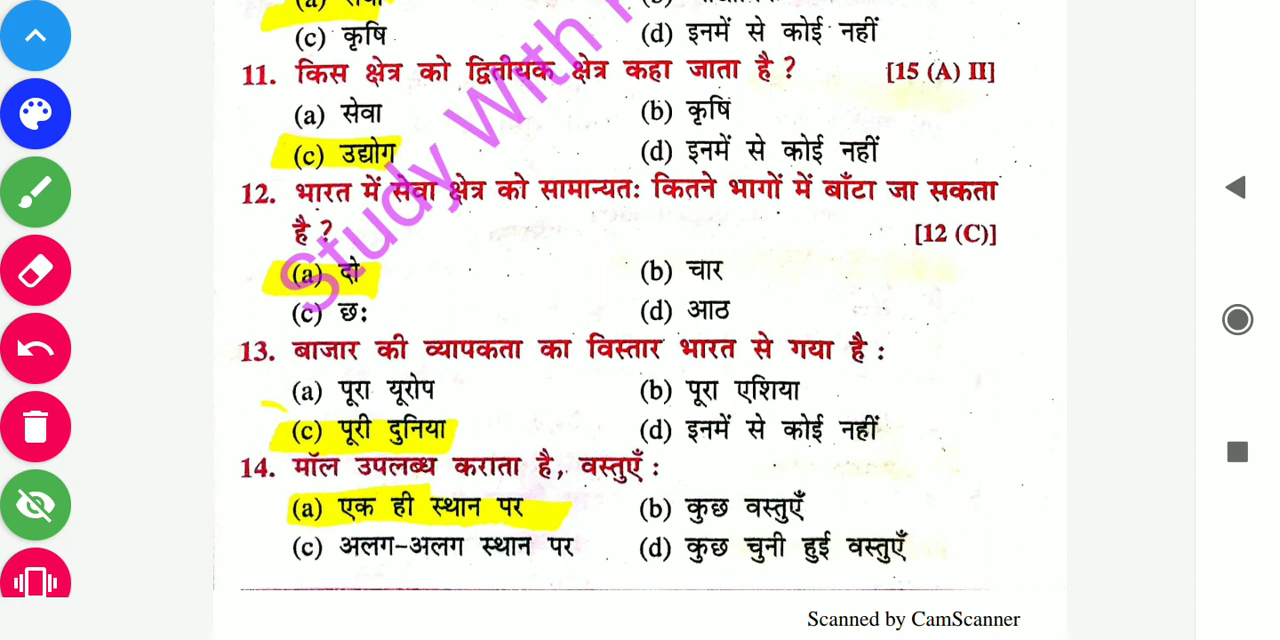 (c) कृषि (d) इनमें से कोई नहीं
11. किस क्षेत्र को द्वितीयक क्षेत्र कहा जाता है ? [15 (A) II]
(a) सेवा (b) कृषि
(c) उद्योग (d) इनमें से कोई नहीं
12. भारत में सेवा क्षेत्र को सामान्यतः कितने भागों में बाँटा जा सकता
है ? [12 (C)]
(a) दो (b) चार
(c) छः (d) आठ
13. बाजार की व्यापकता का विस्तार भारत से गया है :
(a) पूरा यूरोप (b) पूरा एशिया
(c) पूरी दुनिया (d) इनमें से कोई नहीं
14. मॉल उपलब्ध कराता है, वस्तुएँ :
(a) एक ही स्थान पर (b) कुछ वस्तुएँ
(c) अलग-अलग स्थान पर (d) कुछ चुनी हुई वस्तुएँ
Study With
Scanned by CamScanner